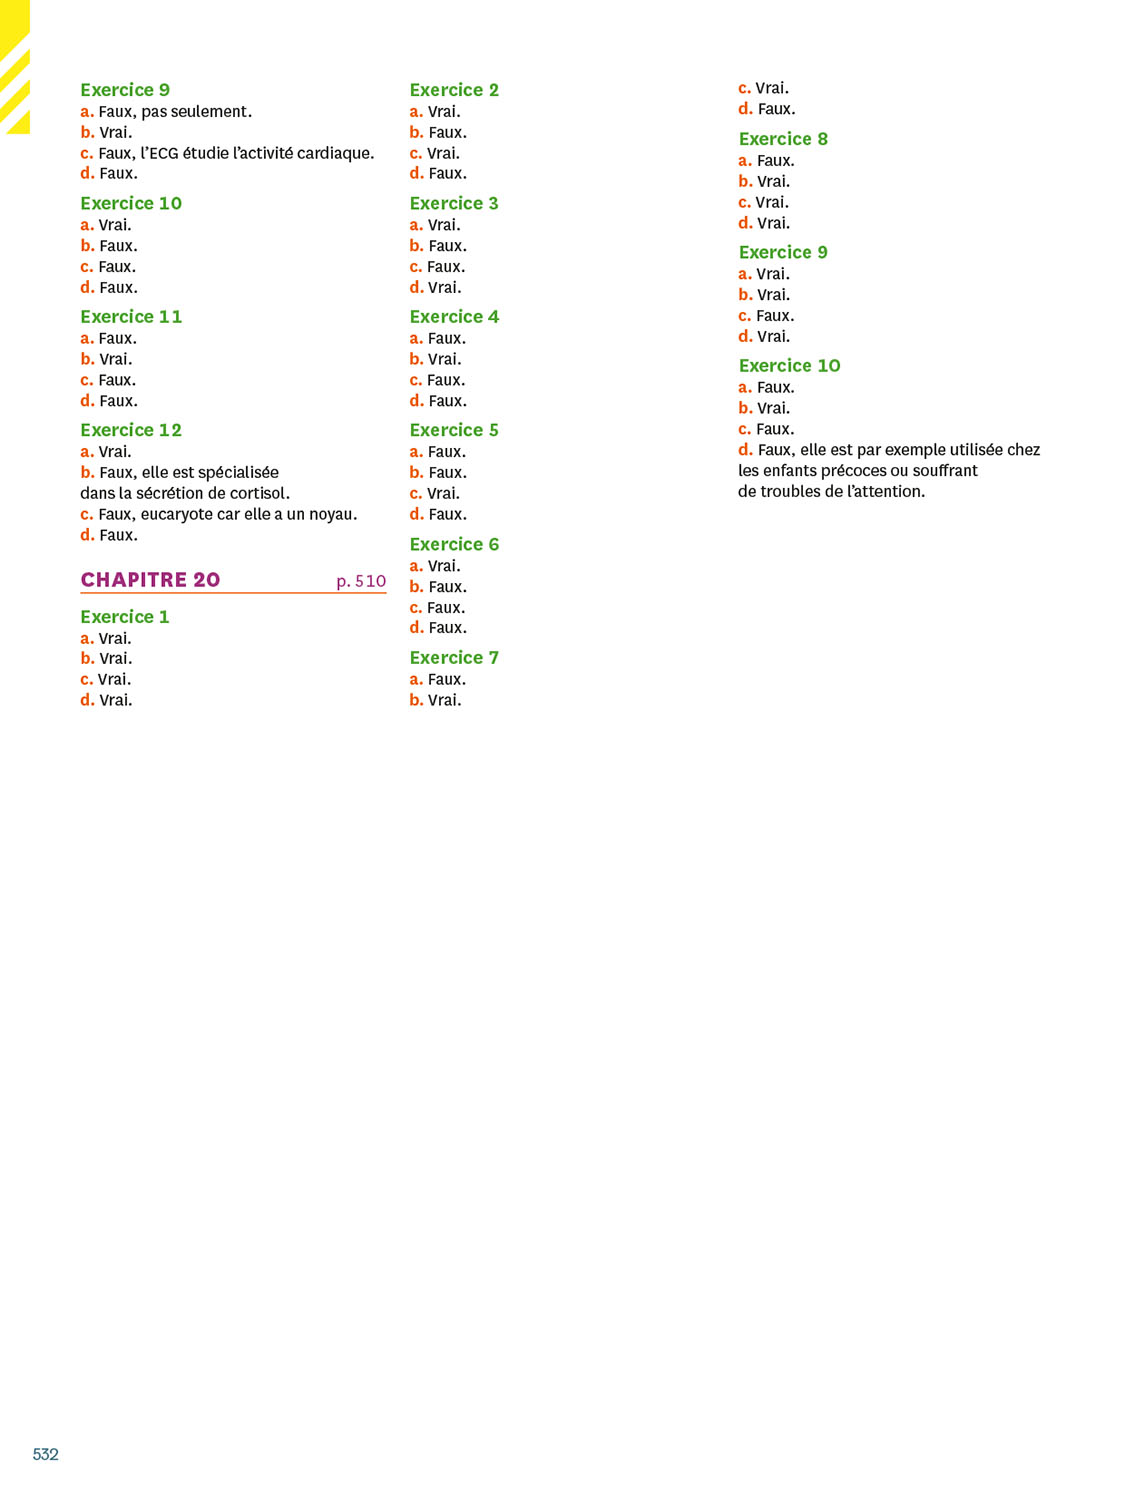 Exercice 9
a. Faux, pas seulement.
b. Vrai.
c. Faux, l’ECG étudie l’activité cardiaque.
d. Faux.
Exercice 10
a. Vrai.
b. Faux.
c. Faux.
d. Faux.
Exercice 11
a. Faux.
b. Vrai.
c. Faux.
d. Faux.
Exercice 12
a. Vrai.
b. Faux, elle est spécialisée
dans la sécrétion de cortisol.
c. Faux, eucaryote car elle a un noyau.
d. Faux.
CHAPITRE 20 p. 510
Exercice 1
a. Vrai.
b. Vrai.
c. Vrai.
d. Vrai.
Exercice 2
a. Vrai.
b. Faux.
c. Vrai.
d. Faux.
Exercice 3
a. Vrai.
b. Faux.
c. Faux.
d. Vrai.
Exercice 4
a. Faux.
b. Vrai.
c. Faux.
d. Faux.
Exercice 5
a. Faux.
b. Faux.
c. Vrai.
d. Faux.
Exercice 6
a. Vrai.
b. Faux.
c. Faux.
d. Faux.
Exercice 7
a. Faux.
b. Vrai.
c. Vrai.
d. Faux.
Exercice 8
a. Faux.
b. Vrai.
c. Vrai.
d. Vrai.
Exercice 9
a. Vrai.
b. Vrai.
c. Faux.
d. Vrai.
Exercice 10
a. Faux.
b. Vrai.
c. Faux.
d. Faux, elle est par exemple utilisée chez
les enfants précoces ou souffrant
de troubles de l’attention.
532